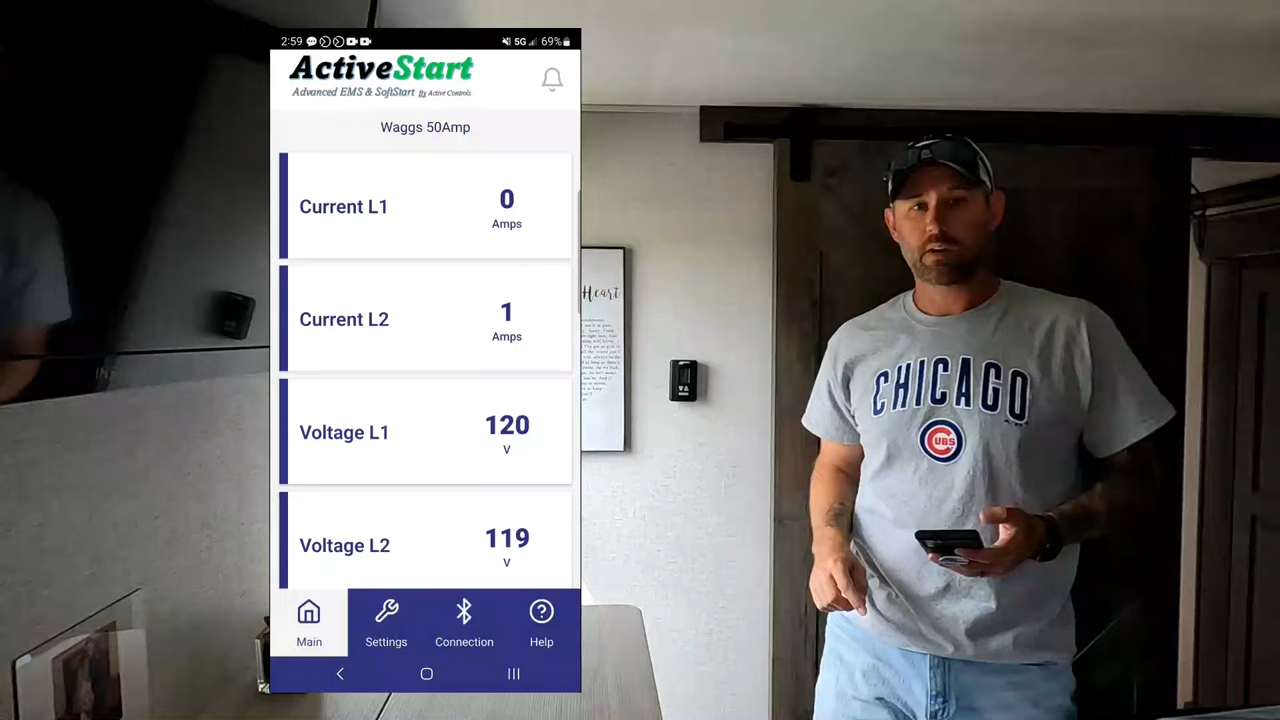 2:59
5G
69%
ActiveStart
Advanced EMS & SoftStart By Active Controls
Waggs 50Amp
Current L1
0
Amps
Current L2
1
Amps
Voltage L1
120
V
Voltage L2
119
V
Main
Settings
Connection
Help
Heart
CHICAGO
CUBS